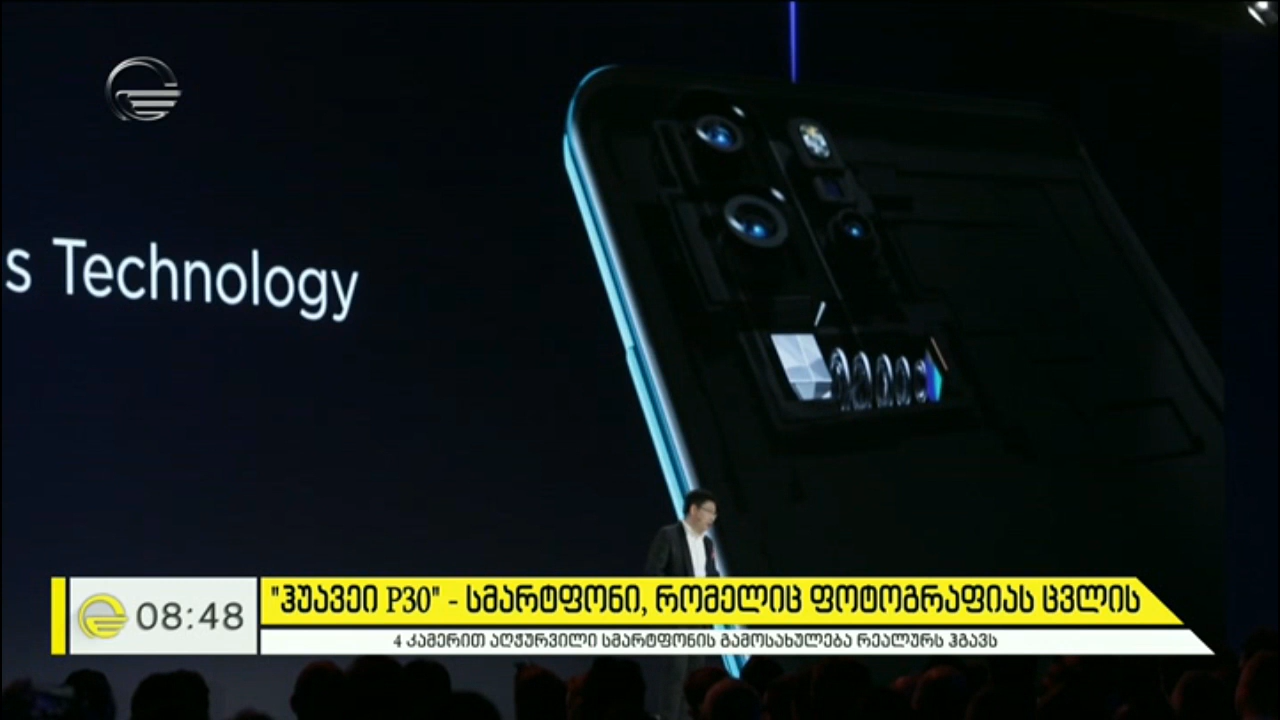 s Technology
08:48
"ჰუავეი P30" - სმარტფონი, რომელიც ფოტოგრაფიას ცვლის
4 კამერით აღჭურვილი სმარტფონის გამოსახულება რეალურს ჰგავს